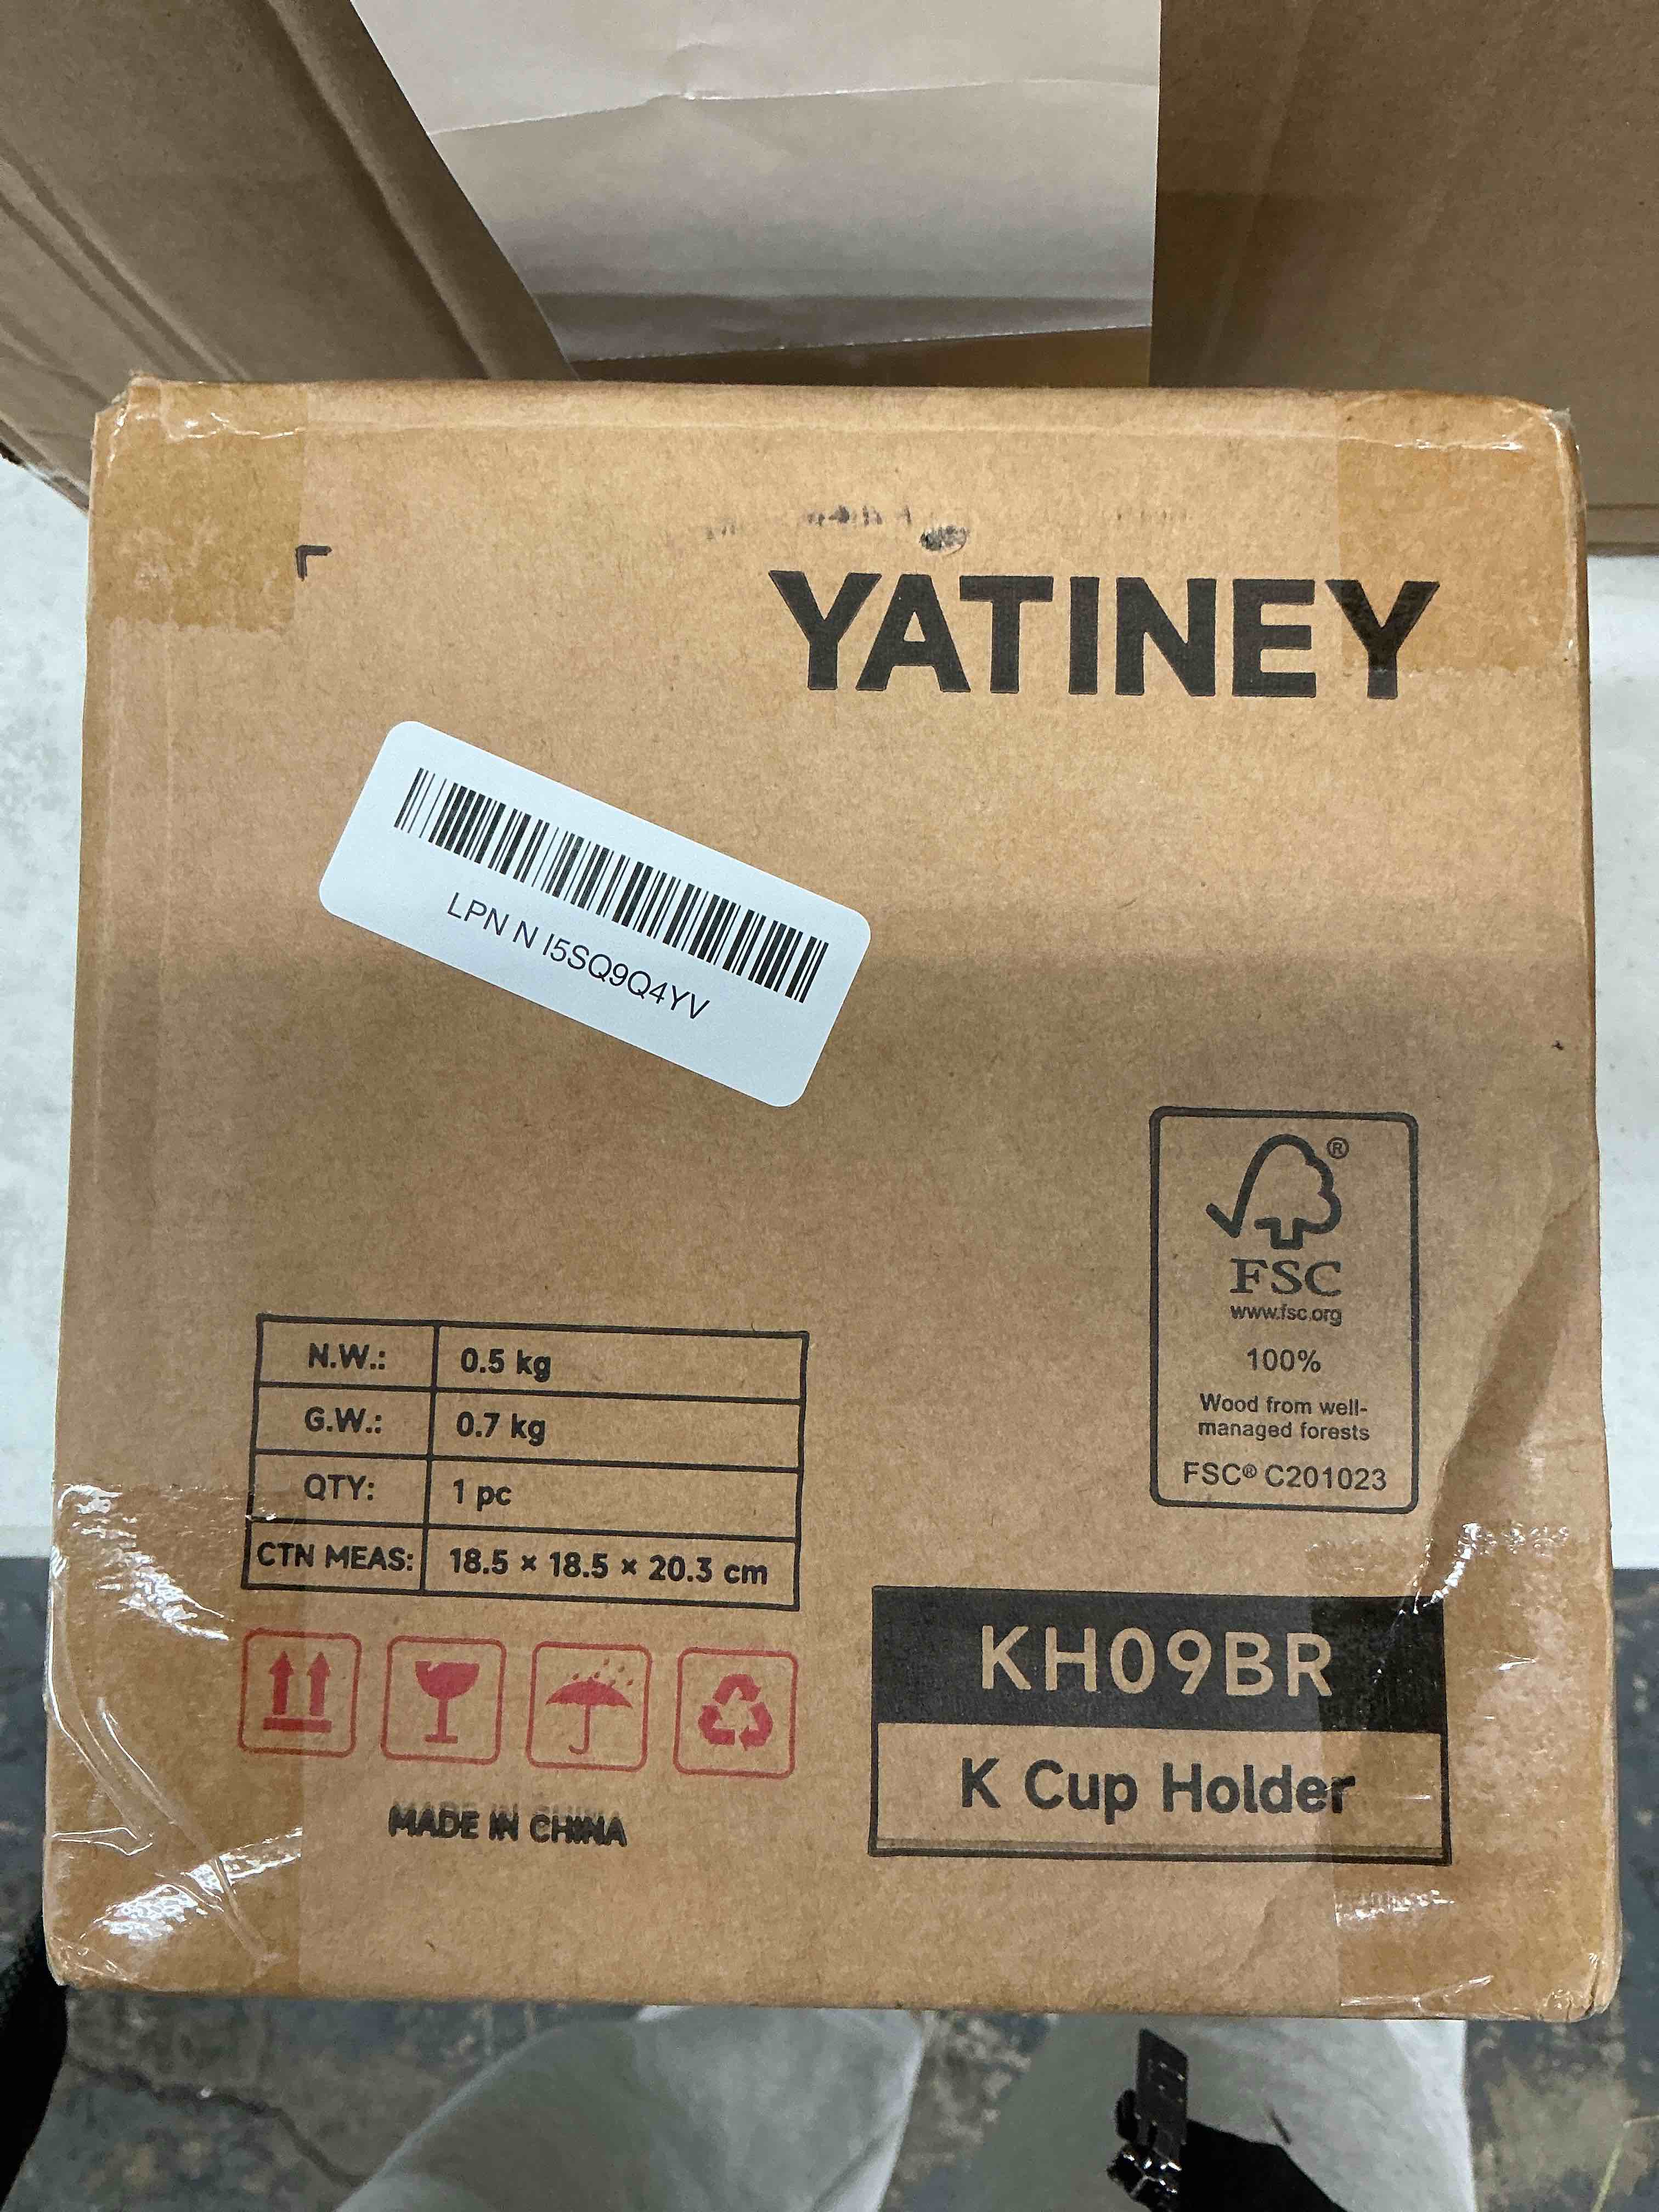 YATINEY
LPN N I5SQ9Q4YV
®
FSC
www.fsc.org
100%
Wood from well-
managed forests
FSC® C201023
N.W.: 0.5 kg
G.W.: 0.7 kg
QTY: 1 pc
CTN MEAS: 18.5 × 18.5 × 20.3 cm
KH09BR
K Cup Holder
MADE IN CHINA